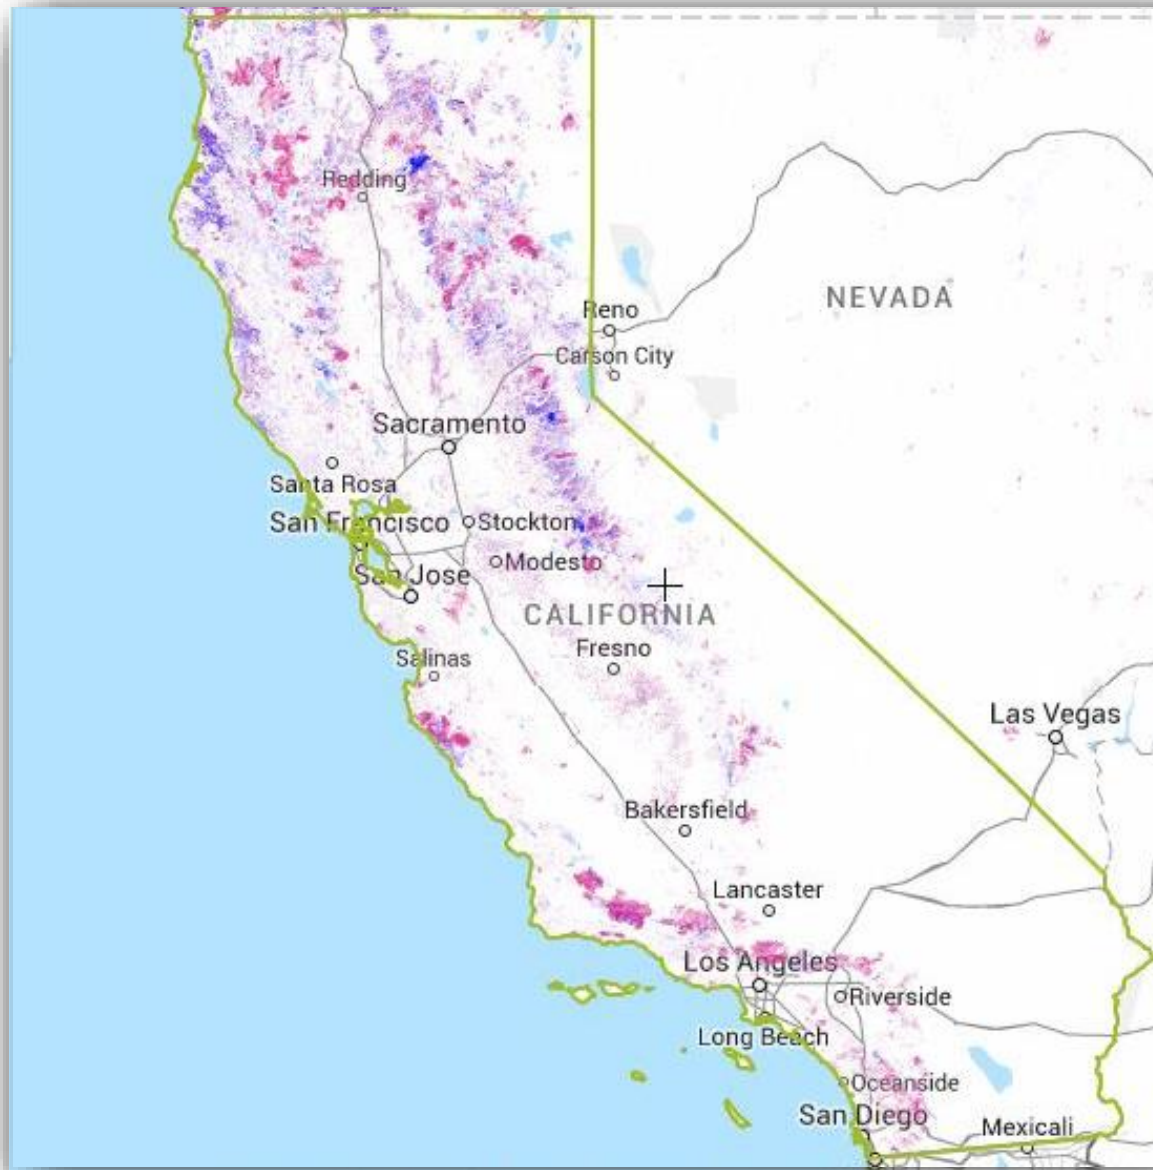 Redding
NEVADA
Reno
Carson City
Sacramento
Santa Rosa
San Francisco
Stockton
Modesto
San Jose
CALIFORNIA
Fresno
Salinas
Las Vegas
Bakersfield
Lancaster
Los Angeles
Riverside
Long Beach
Oceanside
San Diego
Mexicali